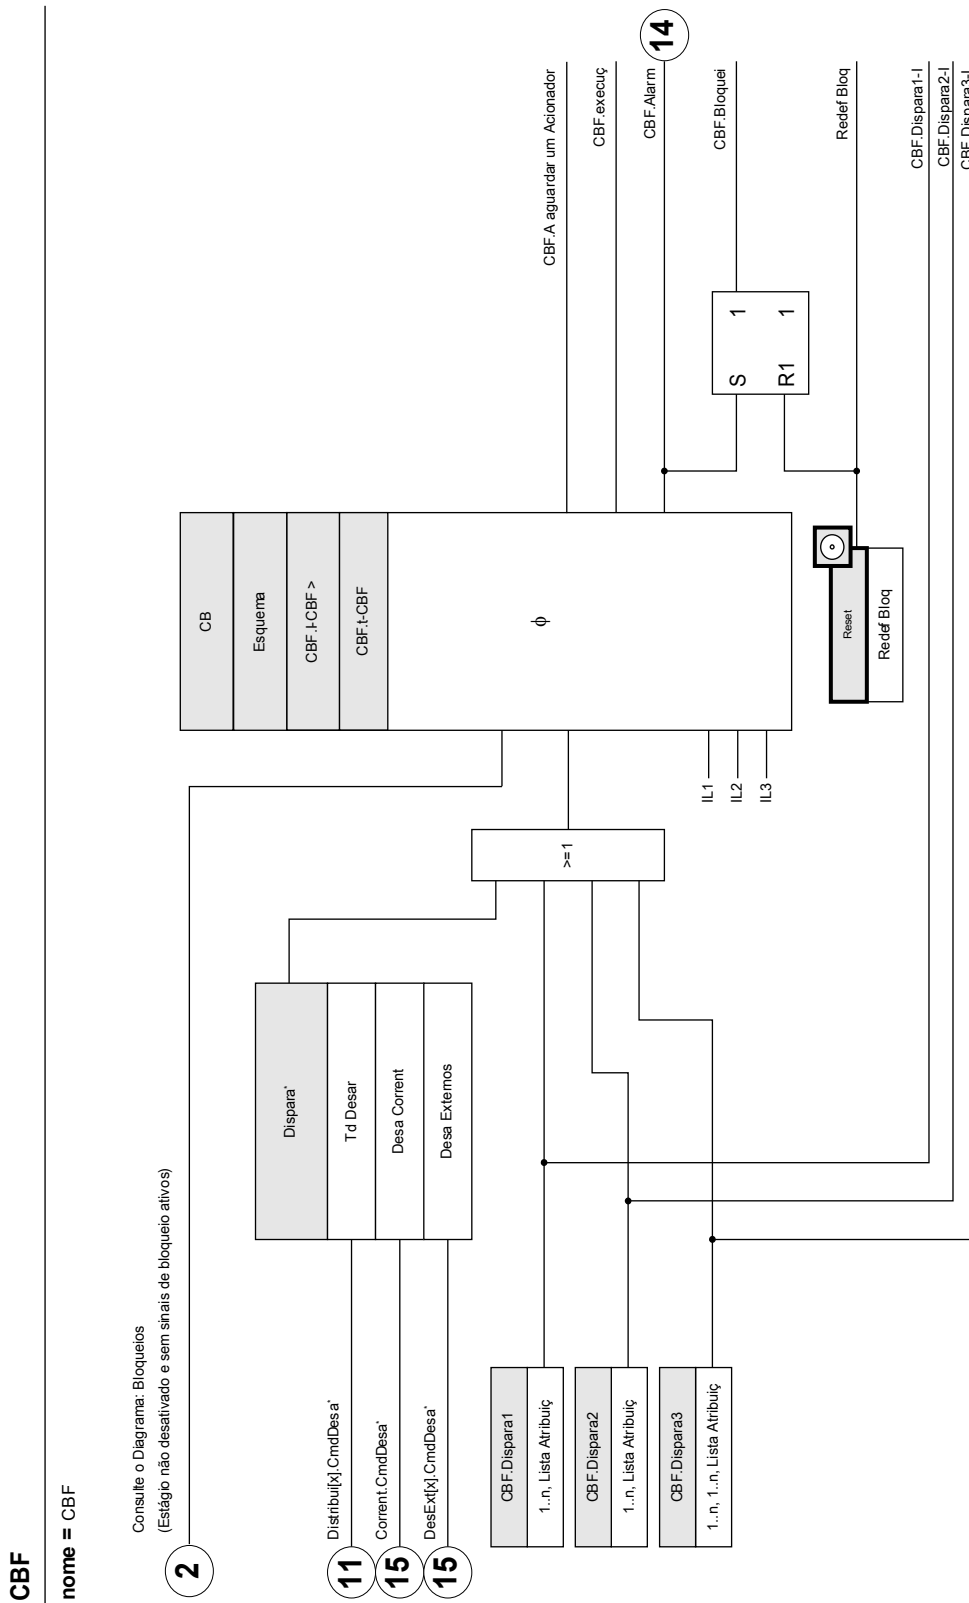 CBF
nome = CBF
Consulte o Diagrama: Bloqueios
(Estágio não desativado e sem sinais de bloqueio ativos)
2
Distribui[x].CmdDesa'
11
Corrent.CmdDesa'
15
DesExt[x].CmdDesa'
15
Dispara'
Td Desar
Desa Corrent
Desa Externos
CBF.Dispara1
1..n, Lista Atribuiç
CBF.Dispara2
1..n, Lista Atribuiç
CBF.Dispara3
1..n, 1..n, Lista Atribuiç
>=1
IL1
IL2
IL3
CB
Esquema
CBF.I-CBF >
CBF.t-CBF
ϕ
CBF.A aguardar um Acionador
CBF.execuç
CBF.Alarm
14
S 1
R1 1
CBF.Bloquei
Reset
Redef Bloq
Redef Bloq
CBF.Dispara1-I
CBF.Dispara2-I
CBF.Dispara3-I